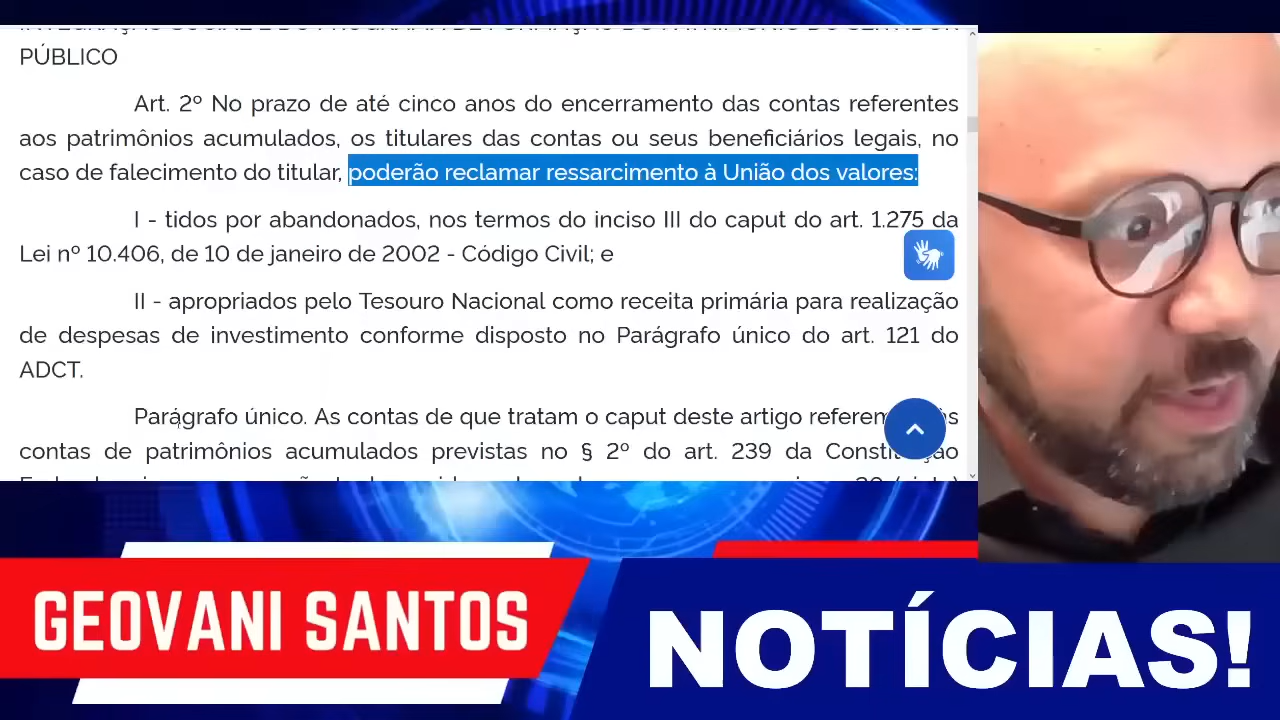 PÚBLICO
Art. 2º No prazo de até cinco anos do encerramento das contas referentes
aos patrimônios acumulados, os titulares das contas ou seus beneficiários legais, no
caso de falecimento do titular, poderão reclamar ressarcimento à União dos valores:
I - tidos por abandonados, nos termos do inciso III do caput do art. 1.275 da
Lei nº 10.406, de 10 de janeiro de 2002 - Código Civil; e
II - apropriados pelo Tesouro Nacional como receita primária para realização
de despesas de investimento conforme disposto no Parágrafo único do art. 121 do
ADCT.
Parágrafo único. As contas de que tratam o caput deste artigo
contas de patrimônios acumulados previstas no § 2º do art. 239 da
GEOVANI SANTOS
NOTÍCIAS!